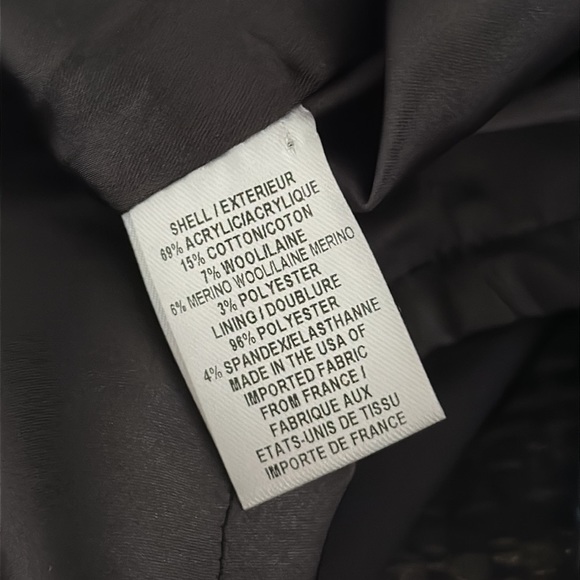 SHELL / EXTERIEUR
69% ACRYLIC/ACRYLIQUE
15% COTTON/COTON
7% WOOL/LAINE
6% MERINO WOOL/LAINE MERINO
3% POLYESTER
LINING / DOUBLURE
96% POLYESTER
4% SPANDEX/ELASTHANNE
MADE IN THE USA OF
IMPORTED FABRIC
FROM FRANCE /
FABRIQUE AUX
ETATS-UNIS DE TISSU
IMPORTE DE FRANCE